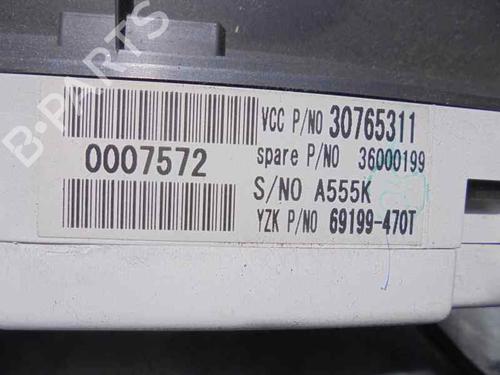 VCC P/NO 30765311
0007572
spare P/NO 36000199
S/NO A555K
YZK P/NO 69199-470T
B-PARTS